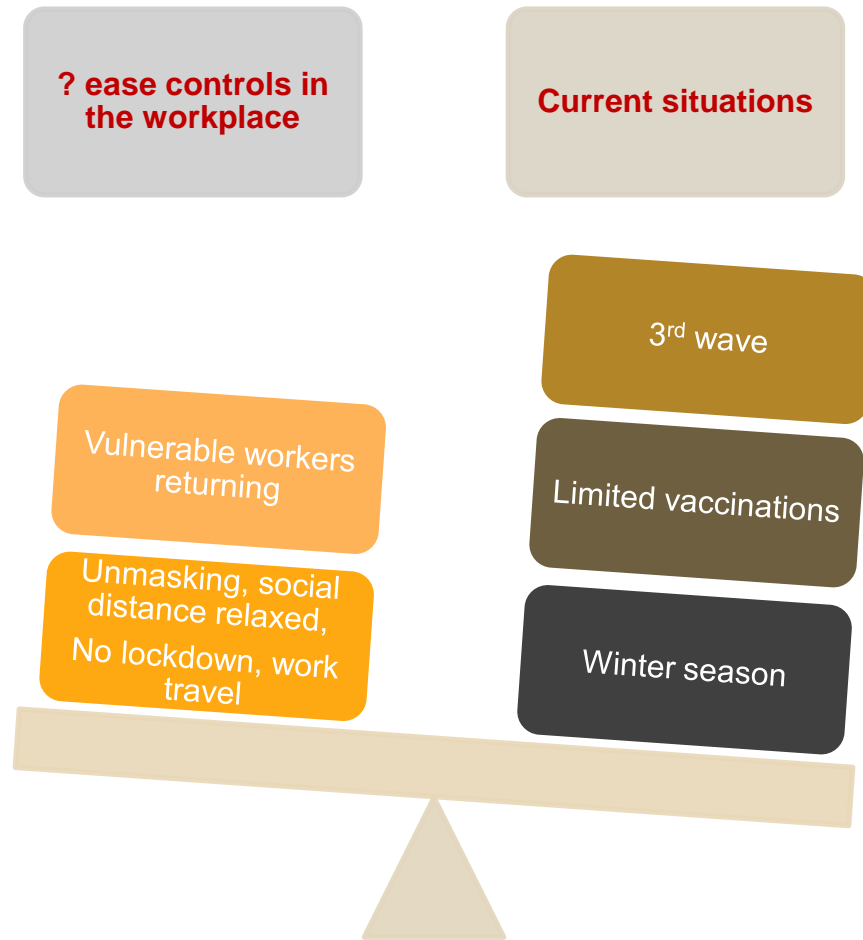 ? ease controls in
the workplace
Current situations
Vulnerable workers
returning
Unmasking, social
distance relaxed,
No lockdown, work
travel
3rd wave
Limited vaccinations
Winter season